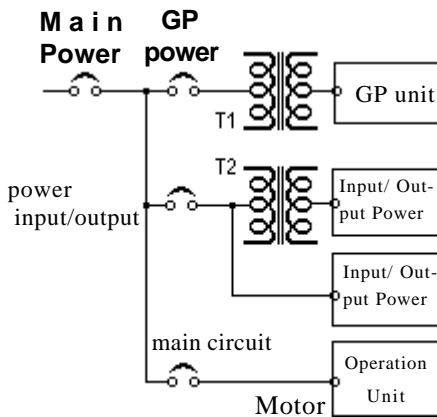 M a i n
Power
GP
power
T1
GP unit
T2
power
input/output
Input/ Out-
put Power
Input/ Out-
put Power
main circuit
Motor
Operation
Unit